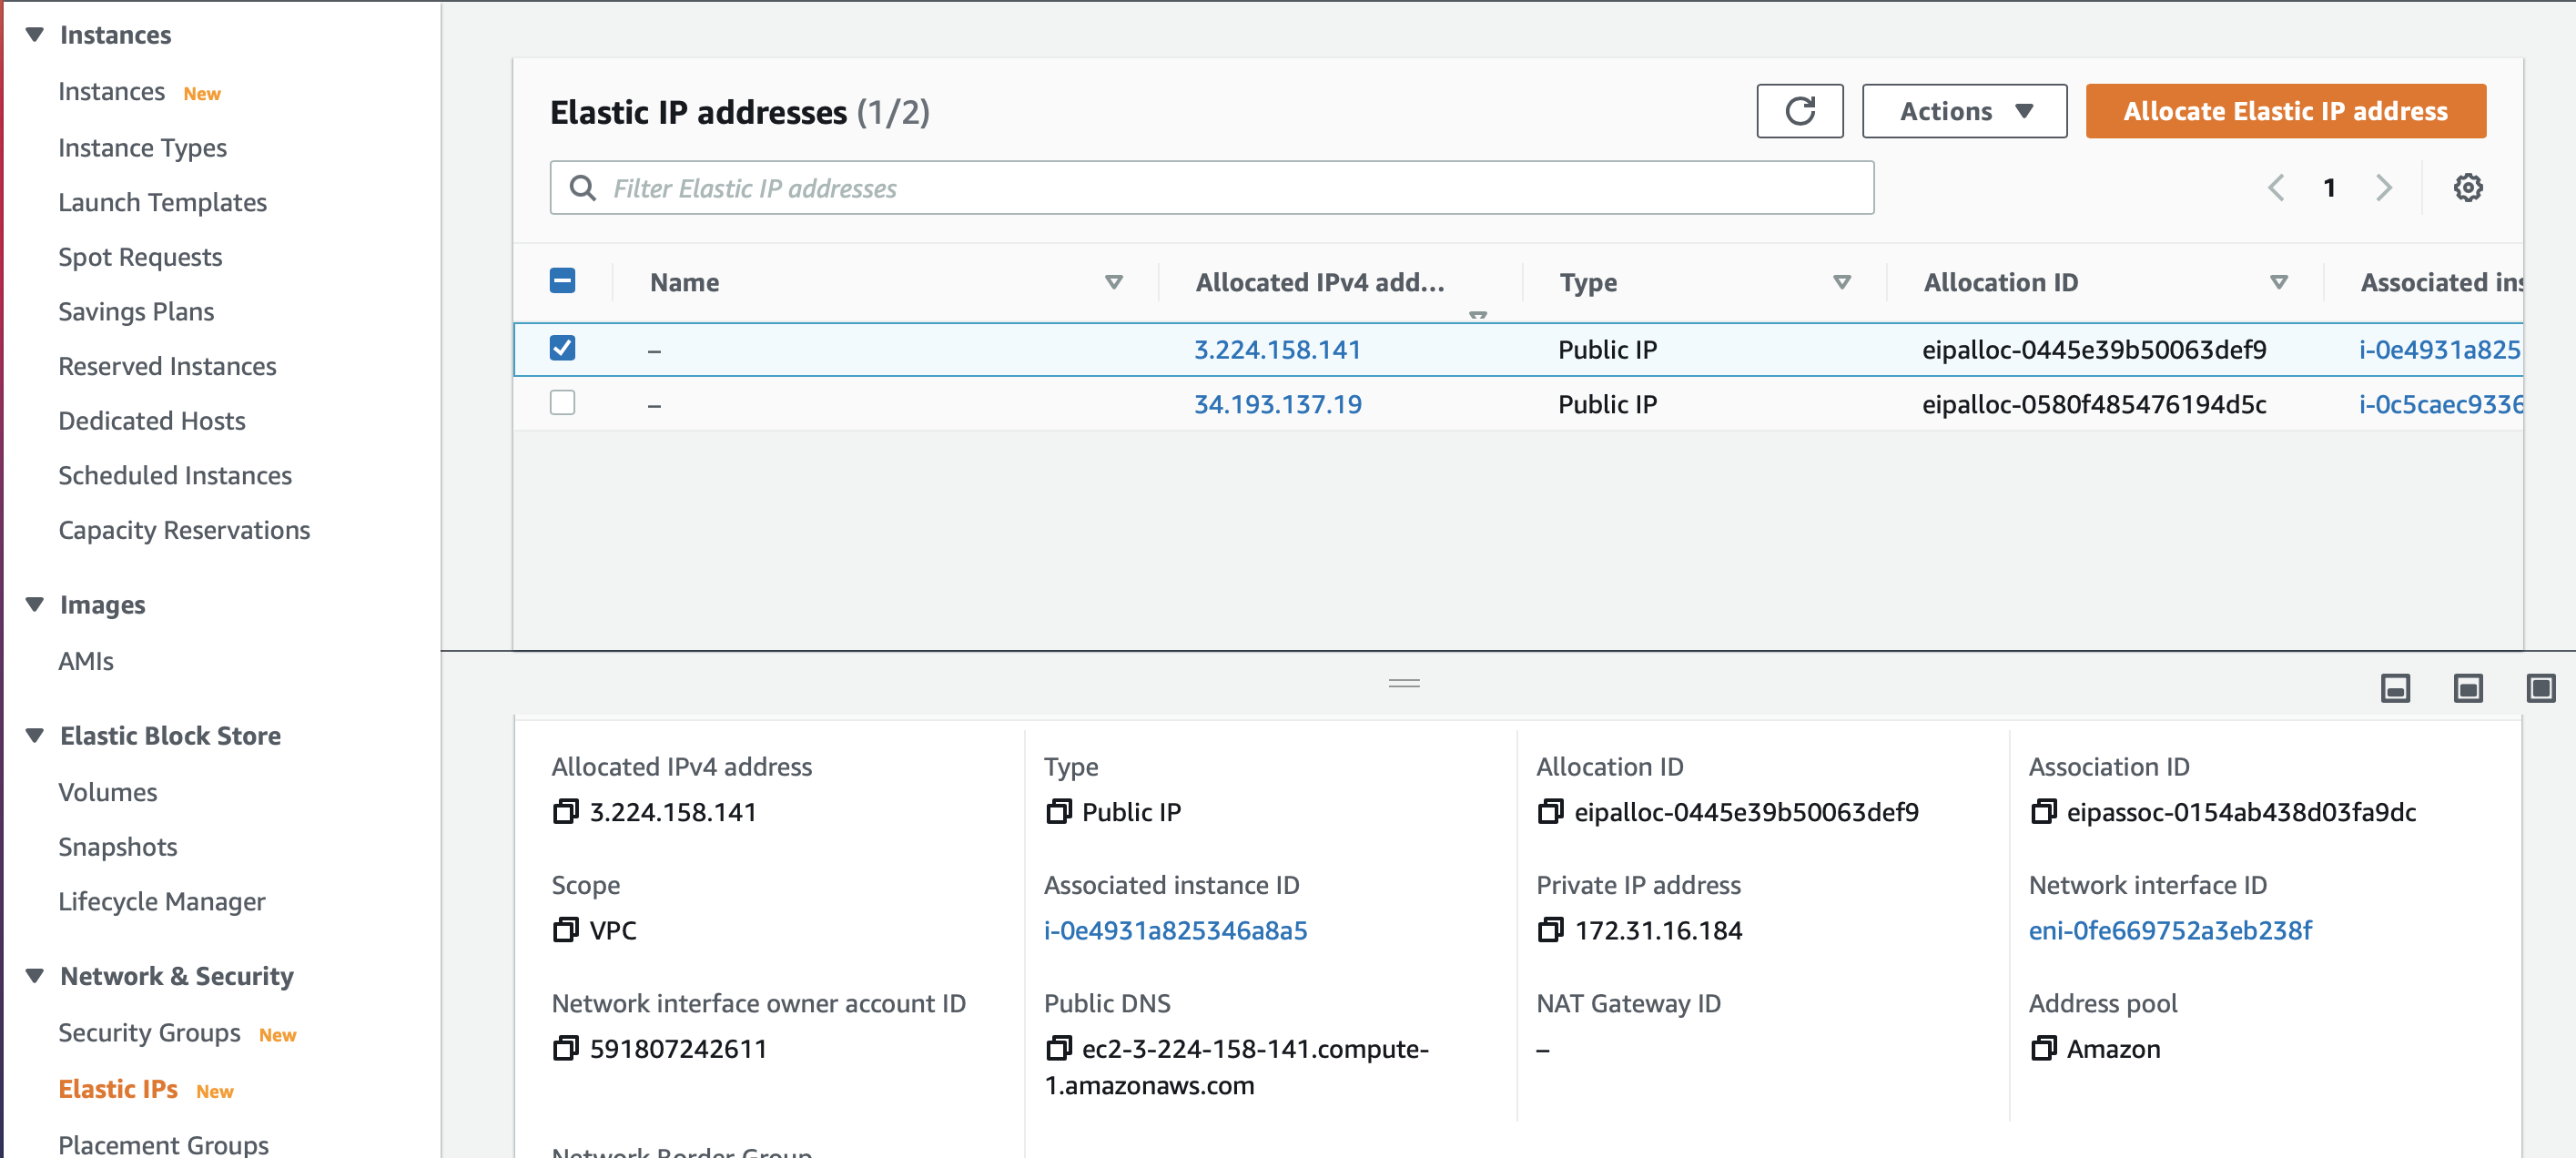 Instances
Instances New
Instance Types
Launch Templates
Spot Requests
Savings Plans
Reserved Instances
Dedicated Hosts
Scheduled Instances
Capacity Reservations
Images
AMIs
Elastic Block Store
Volumes
Snapshots
Lifecycle Manager
Network & Security
Security Groups New
Elastic IPs New
Placement Groups
Elastic IP addresses (1/2)
Actions
Allocate Elastic IP address
Filter Elastic IP addresses
1
Name Allocated IPv4 add... Type Allocation ID Associated ins
– 3.224.158.141 Public IP eipalloc-0445e39b50063def9 i-0e4931a825
– 34.193.137.19 Public IP eipalloc-0580f485476194d5c i-0c5caec9336
Allocated IPv4 address
3.224.158.141
Type
Public IP
Allocation ID
eipalloc-0445e39b50063def9
Association ID
eipassoc-0154ab438d03fa9dc
Scope
VPC
Associated instance ID
i-0e4931a825346a8a5
Private IP address
172.31.16.184
Network interface ID
eni-0fe669752a3eb238f
Network interface owner account ID
591807242611
Public DNS
ec2-3-224-158-141.compute-
1.amazonaws.com
NAT Gateway ID
–
Address pool
Amazon
Network Border Group